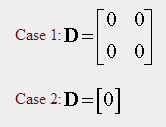 Case 1: D = [0 0
0 0]
Case 2: D = [0]